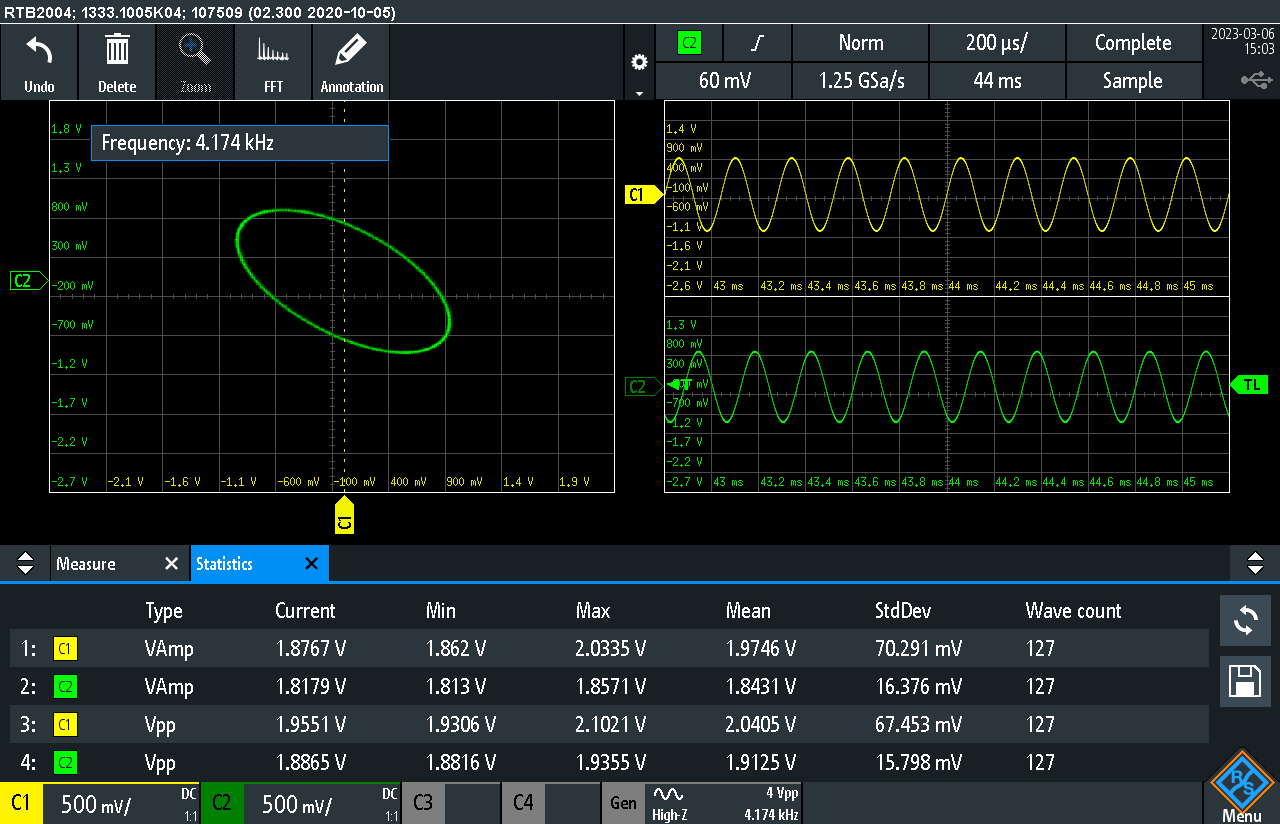 RTB2004; 1333.1005K04; 107509 (02.300 2020-10-05)
Undo
Delete
Zoom
FFT
Annotation
C2
Norm
200 µs/
Complete
2023-03-06
15:03
60 mV
1.25 GSa/s
44 ms
Sample
Frequency: 4.174 kHz
1.8 V
1.3 V
800 mV
300 mV
C2
-200 mV
-700 mV
-1.2 V
-1.7 V
-2.2 V
-2.7 V -2.1 V -1.6 V -1.1 V -600 mV -100 mV 400 mV 900 mV 1.4 V 1.9 V
C1
1.4 V
900 mV
400 mV
C1
-100 mV
-600 mV
-1.1 V
-1.6 V
-2.1 V
-2.6 V 43 ms 43.2 ms 43.4 ms 43.6 ms 43.8 ms 44 ms 44.2 ms 44.4 ms 44.6 ms 44.8 ms 45 ms
1.3 V
800 mV
300 mV
C2
mV
TL
-700 mV
-1.2 V
-1.7 V
-2.2 V
-2.7 V 43 ms 43.2 ms 43.4 ms 43.6 ms 43.8 ms 44 ms 44.2 ms 44.4 ms 44.6 ms 44.8 ms 45 ms
Measure
Statistics
Type Current Min Max Mean StdDev Wave count
1: C1 VAmp 1.8767 V 1.862 V 2.0335 V 1.9746 V 70.291 mV 127
2: C2 VAmp 1.8179 V 1.813 V 1.8571 V 1.8431 V 16.376 mV 127
3: C1 Vpp 1.9551 V 1.9306 V 2.1021 V 2.0405 V 67.453 mV 127
4: C2 Vpp 1.8865 V 1.8816 V 1.9355 V 1.9125 V 15.798 mV 127
C1 500 mV/ DC 1:1
C2 500 mV/ DC 1:1
C3
C4
Gen
High-Z
4 Vpp
4.174 kHz
R&S
Menu